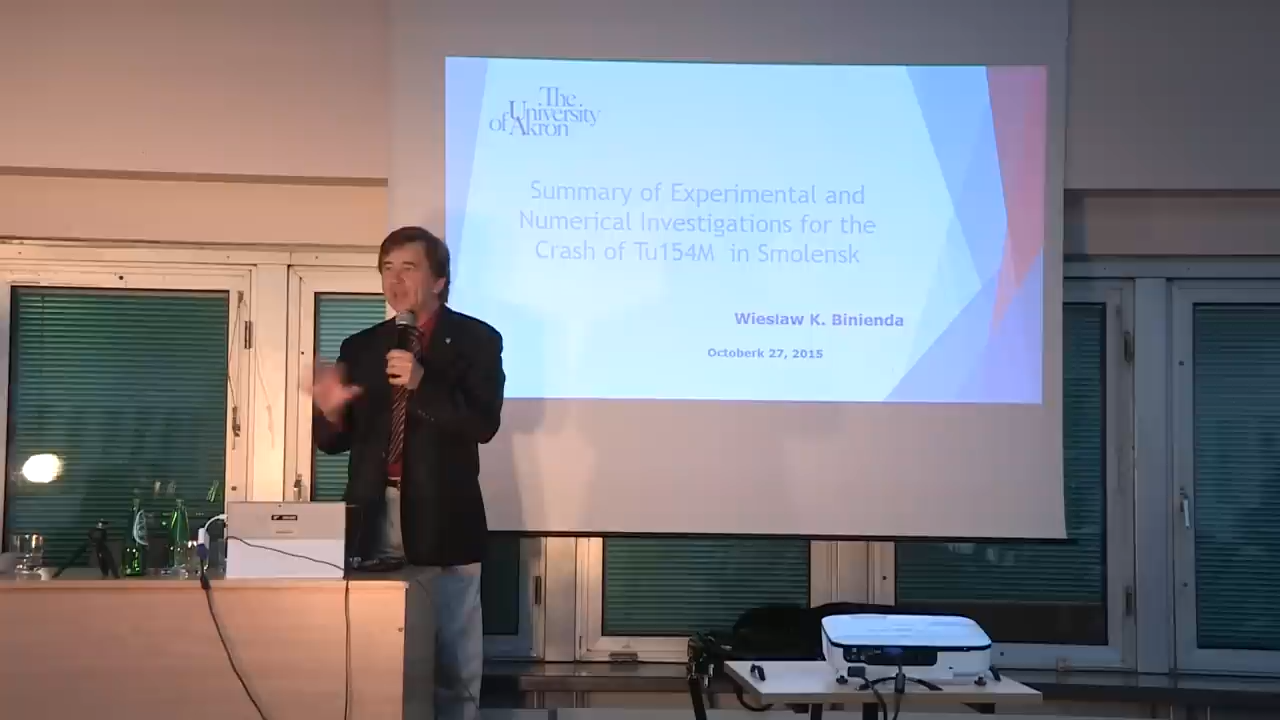 The
University
of Akron
Summary of Experimental and
Numerical Investigations for the
Crash of Tu154M in Smolensk
Wieslaw K. Binienda
Octoberk 27, 2015